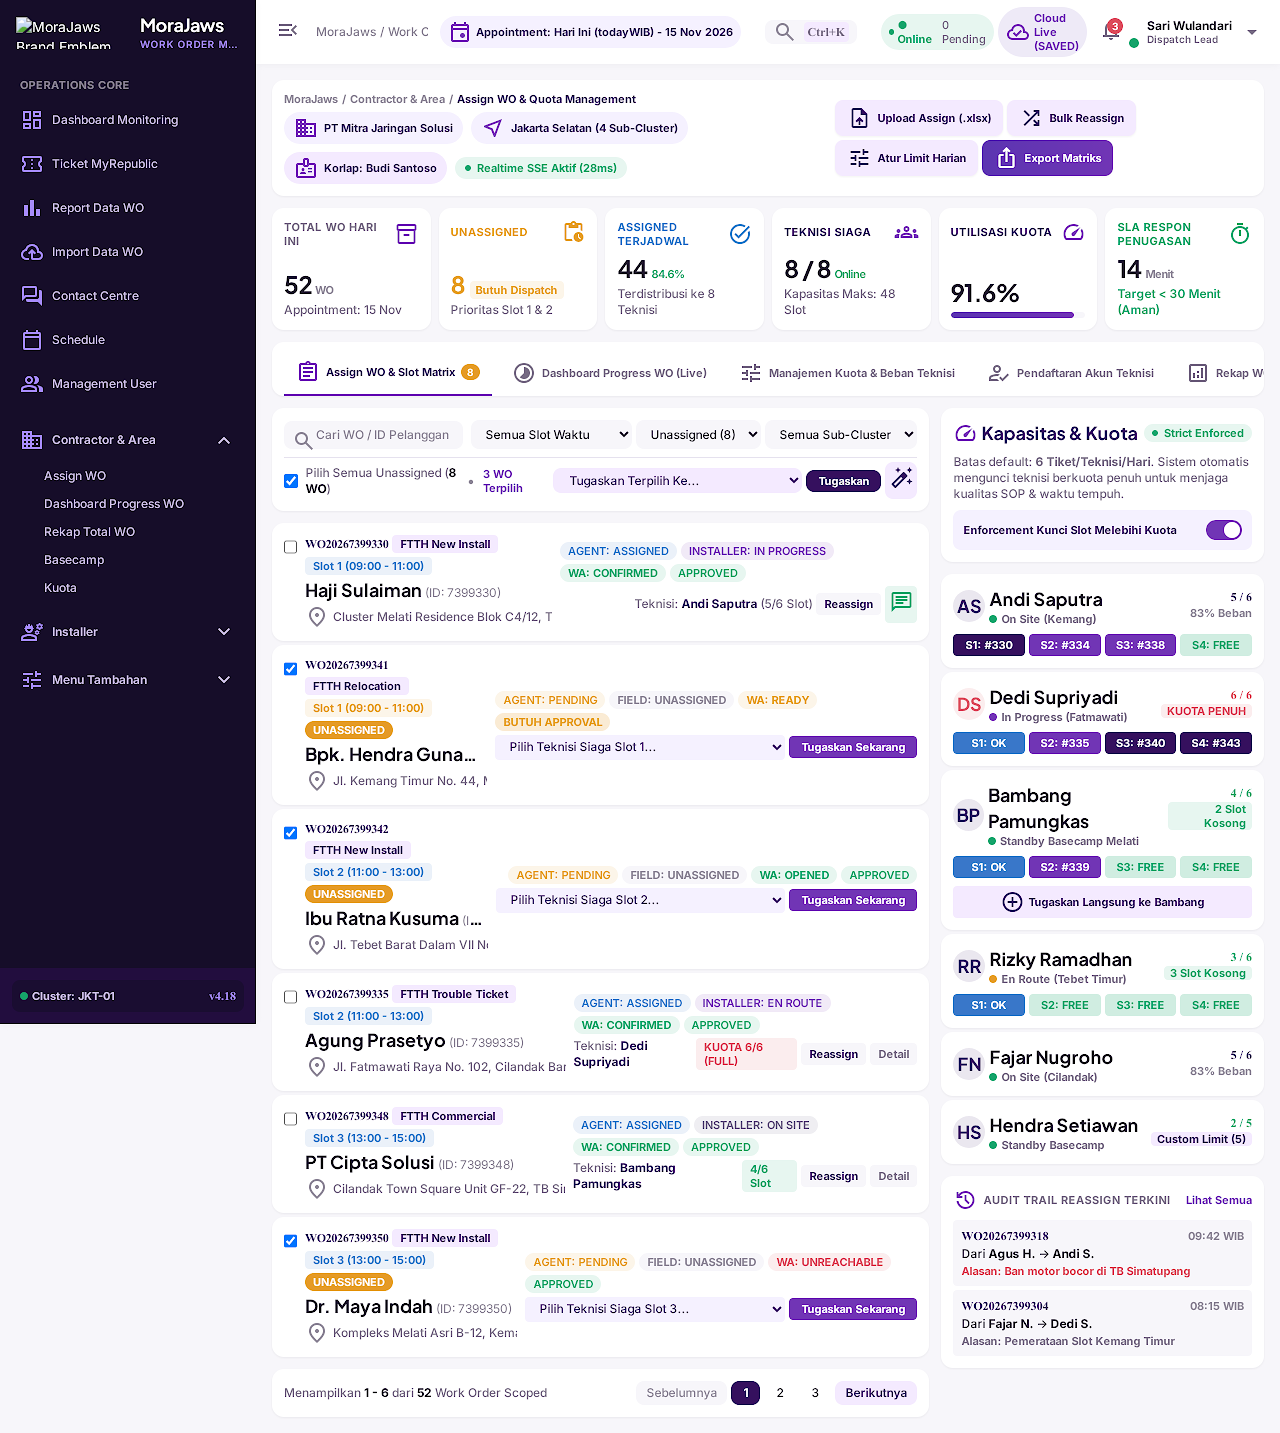 MoraJaws Brand Emblem
MoraJaws
WORK ORDER M...
OPERATIONS CORE
Dashboard Monitoring
Ticket MyRepublic
Report Data WO
Import Data WO
Contact Centre
Schedule
Management User
Contractor & Area
Assign WO
Dashboard Progress WO
Rekap Total WO
Basecamp
Kuota
Installer
Menu Tambahan
Cluster: JKT-01 v4.18
MoraJaws / Work C
Appointment: Hari Ini (todayWIB) - 15 Nov 2026
Ctrl+K
Online
0 Pending
Cloud Live (SAVED)
3
Sari Wulandari
Dispatch Lead
MoraJaws / Contractor & Area / Assign WO & Quota Management
PT Mitra Jaringan Solusi
Jakarta Selatan (4 Sub-Cluster)
Korlap: Budi Santoso
Realtime SSE Aktif (28ms)
Upload Assign (.xlsx)
Bulk Reassign
Atur Limit Harian
Export Matriks
TOTAL WO HARI INI
52 WO
Appointment: 15 Nov
UNASSIGNED
8 Butuh Dispatch
Prioritas Slot 1 & 2
ASSIGNED TERJADWAL
44 84.6%
Terdistribusi ke 8 Teknisi
TEKNISI SIAGA
8 / 8 Online
Kapasitas Maks: 48 Slot
UTILISASI KUOTA
91.6%
SLA RESPON PENUGASAN
14 Menit
Target < 30 Menit (Aman)
Assign WO & Slot Matrix 8
Dashboard Progress WO (Live)
Manajemen Kuota & Beban Teknisi
Pendaftaran Akun Teknisi
Rekap W
Cari WO / ID Pelanggan
Semua Slot Waktu
Unassigned (8)
Semua Sub-Cluster
Pilih Semua Unassigned (8 WO)
• 3 WO Terpilih
Tugaskan Terpilih Ke...
Tugaskan
WO20267399330 FTTH New Install
Slot 1 (09:00 - 11:00)
Haji Sulaiman (ID: 7399330)
Cluster Melati Residence Blok C4/12, T
AGENT: ASSIGNED INSTALLER: IN PROGRESS
WA: CONFIRMED APPROVED
Teknisi: Andi Saputra (5/6 Slot) Reassign
WO20267399341
FTTH Relocation
Slot 1 (09:00 - 11:00)
UNASSIGNED
Bpk. Hendra Guna...
Jl. Kemang Timur No. 44, M
AGENT: PENDING FIELD: UNASSIGNED WA: READY
BUTUH APPROVAL
Pilih Teknisi Siaga Slot 1... Tugaskan Sekarang
WO20267399342
FTTH New Install
Slot 2 (11:00 - 13:00)
UNASSIGNED
Ibu Ratna Kusuma (I...
Jl. Tebet Barat Dalam VII No
AGENT: PENDING FIELD: UNASSIGNED WA: OPENED APPROVED
Pilih Teknisi Siaga Slot 2... Tugaskan Sekarang
WO20267399335 FTTH Trouble Ticket
Slot 2 (11:00 - 13:00)
Agung Prasetyo (ID: 7399335)
Jl. Fatmawati Raya No. 102, Cilandak Bar
AGENT: ASSIGNED INSTALLER: EN ROUTE
WA: CONFIRMED APPROVED
Teknisi: Dedi Supriyadi KUOTA 6/6 (FULL) Reassign Detail
WO20267399348 FTTH Commercial
Slot 3 (13:00 - 15:00)
PT Cipta Solusi (ID: 7399348)
Cilandak Town Square Unit GF-22, TB Sim
AGENT: ASSIGNED INSTALLER: ON SITE
WA: CONFIRMED APPROVED
Teknisi: Bambang Pamungkas 4/6 Slot Reassign Detail
WO20267399350 FTTH New Install
Slot 3 (13:00 - 15:00)
UNASSIGNED
Dr. Maya Indah (ID: 7399350)
Kompleks Melati Asri B-12, Kema
AGENT: PENDING FIELD: UNASSIGNED WA: UNREACHABLE
APPROVED
Pilih Teknisi Siaga Slot 3... Tugaskan Sekarang
Menampilkan 1 - 6 dari 52 Work Order Scoped
Sebelumnya 1 2 3 Berikutnya
Kapasitas & Kuota Strict Enforced
Batas default: 6 Tiket/Teknisi/Hari. Sistem otomatis
mengunci teknisi berkuota penuh untuk menjaga
kualitas SOP & waktu tempuh.
Enforcement Kunci Slot Melebihi Kuota
AS Andi Saputra 5 / 6
On Site (Kemang) 83% Beban
S1: #330 S2: #334 S3: #338 S4: FREE
DS Dedi Supriyadi 6 / 6
In Progress (Fatmawati) KUOTA PENUH
S1: OK S2: #335 S3: #340 S4: #343
BP Bambang Pamungkas 4 / 6
2 Slot Kosong
Standby Basecamp Melati
S1: OK S2: #339 S3: FREE S4: FREE
Tugaskan Langsung ke Bambang
RR Rizky Ramadhan 3 / 6
En Route (Tebet Timur) 3 Slot Kosong
S1: OK S2: FREE S3: FREE S4: FREE
FN Fajar Nugroho 5 / 6
On Site (Cilandak) 83% Beban
HS Hendra Setiawan 2 / 5
Standby Basecamp Custom Limit (5)
AUDIT TRAIL REASSIGN TERKINI Lihat Semua
WO20267399318 09:42 WIB
Dari Agus H. → Andi S.
Alasan: Ban motor bocor di TB Simatupang
WO20267399304 08:15 WIB
Dari Fajar N. → Dedi S.
Alasan: Pemerataan Slot Kemang Timur